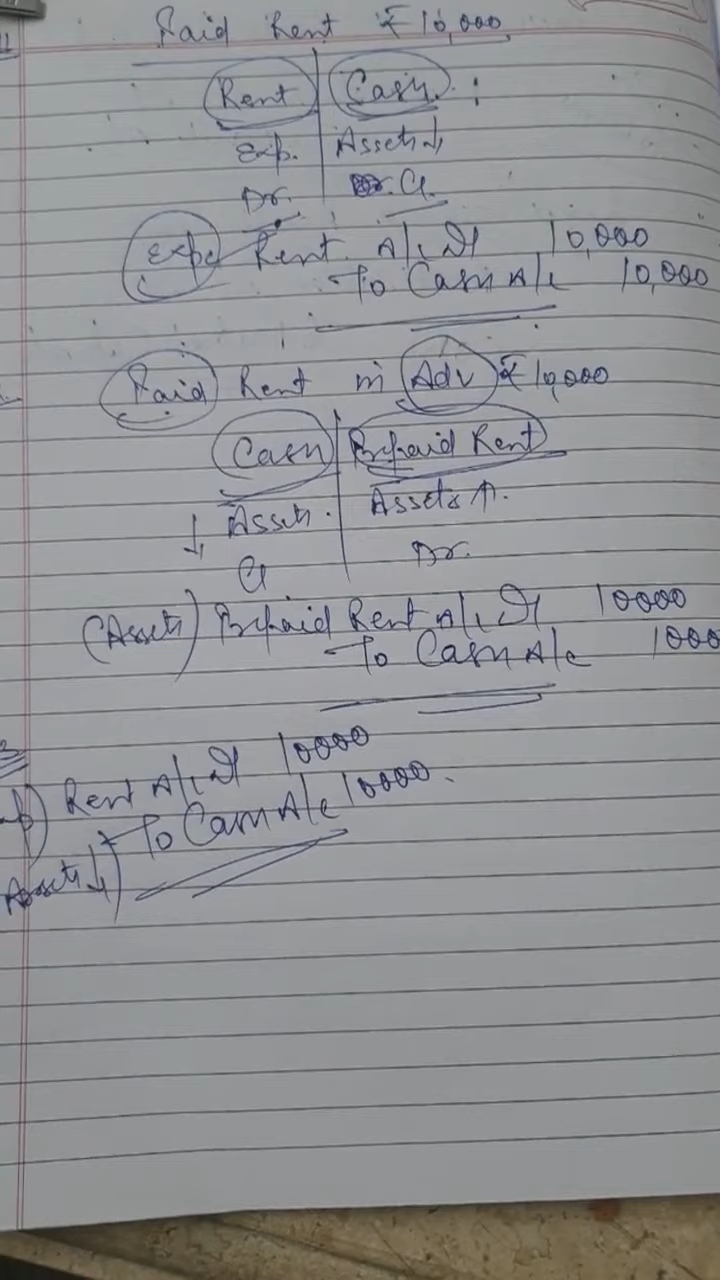 Paid Rent ₹ 10,000
Rent | Cash :
Exp. | Assets ↓
Dr. | Cr.
Exp. Rent A/c Dr 10,000
To Cash A/c 10,000
Paid Rent in Adv ₹ 10,000
Cash | Prepaid Rent
↓ Assets. | Assets ↑.
Cr | Dr.
(Assets) Prepaid Rent A/c Dr 10000
To Cash A/c 1000
Rent A/c Dr 10000
To Cash A/c 10000.
Assets ↓